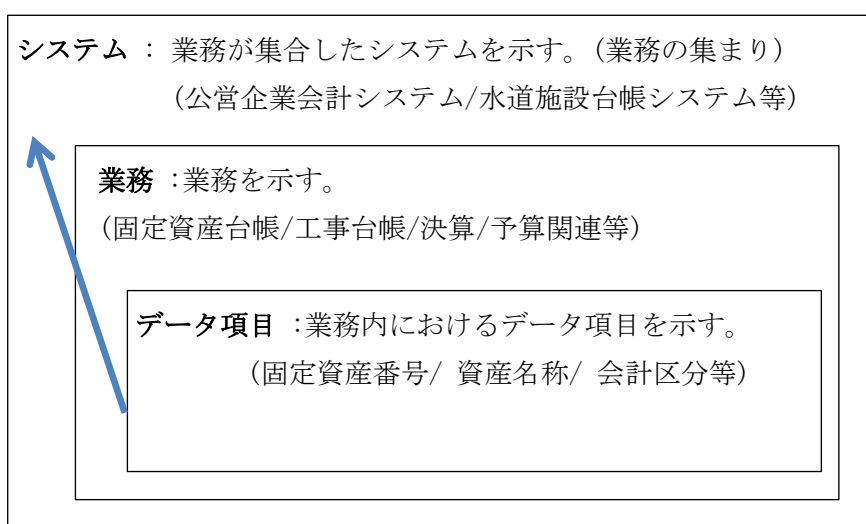 システム : 業務が集合したシステムを示す。(業務の集まり)
(公営企業会計システム/水道施設台帳システム等)
業務 :業務を示す。
(固定資産台帳/工事台帳/決算/予算関連等)
データ項目 :業務内におけるデータ項目を示す。
(固定資産番号/ 資産名称/ 会計区分等)